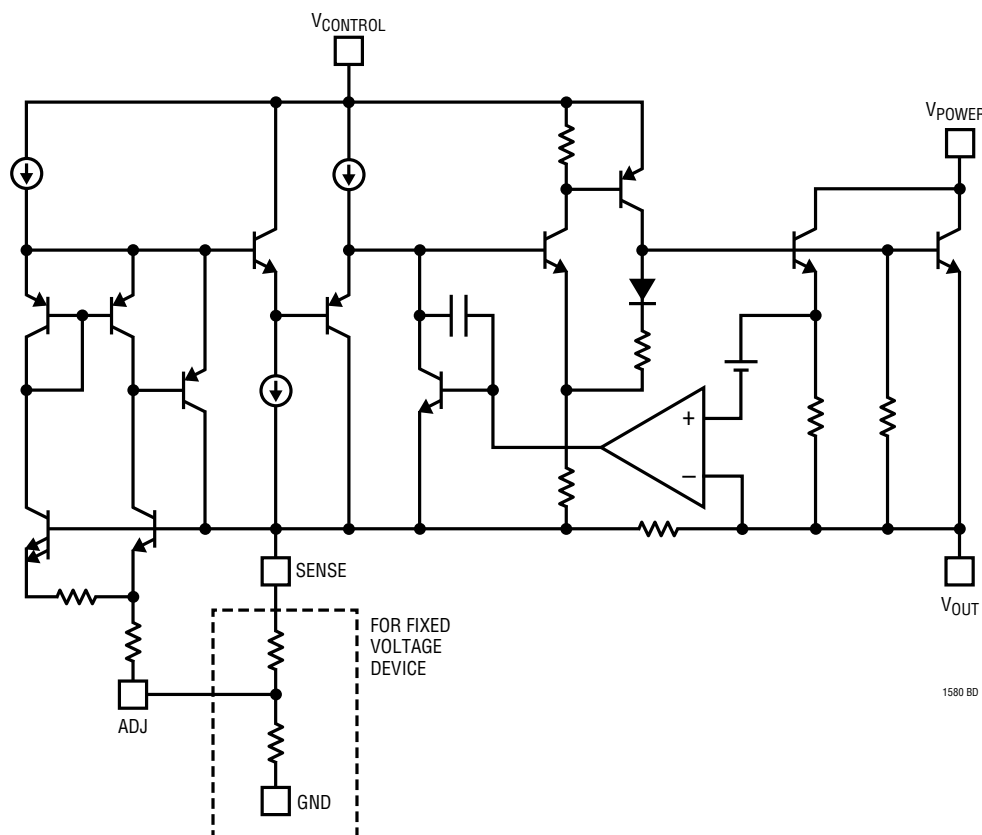 VCONTROL
VPOWER
+
−
SENSE
VOUT
FOR FIXED
VOLTAGE
DEVICE
1580 BD
ADJ
GND